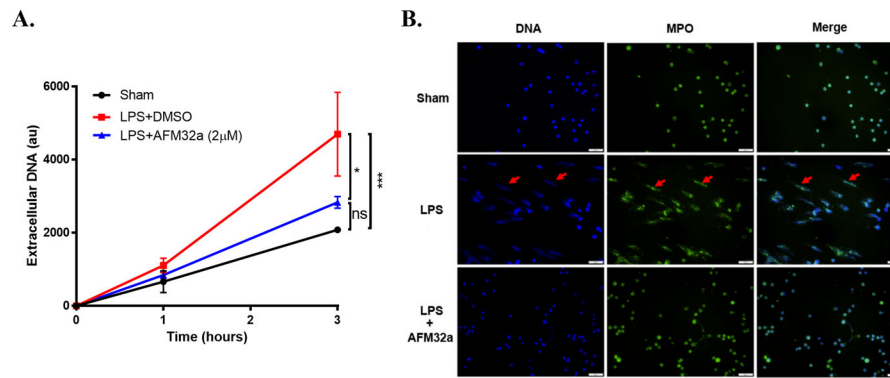 A.
6000
4000
2000
0
Extracellular DNA (au)
Sham
LPS+DMSO
LPS+AFM32a (2μM)
*
***
ns
0
1
2
3
Time (hours)
B.
DNA
MPO
Merge
Sham
LPS
LPS
+
AFM32a